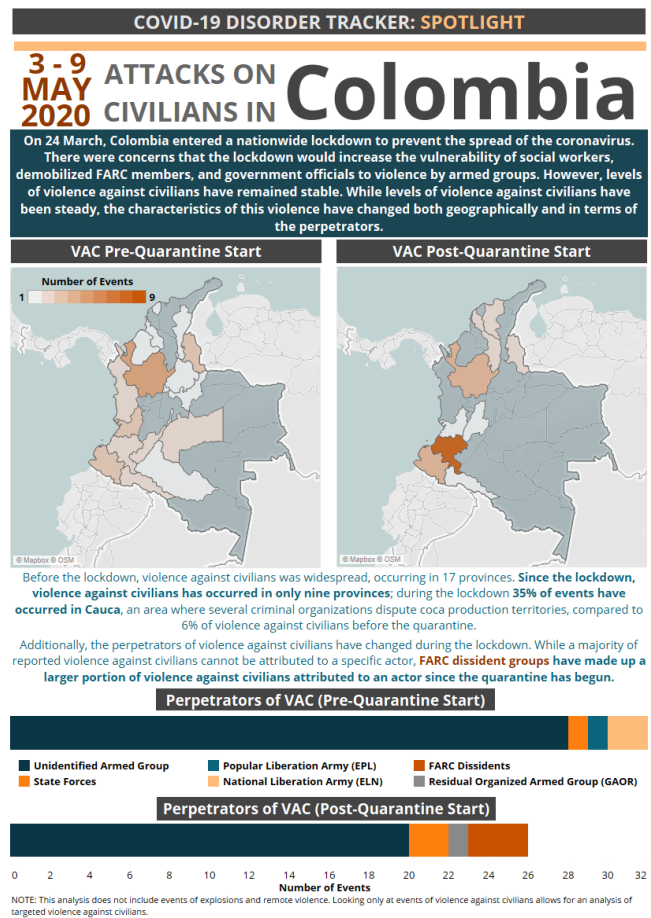 COVID-19 DISORDER TRACKER: SPOTLIGHT
3 - 9
MAY
2020
ATTACKS ON
CIVILIANS IN
Colombia
On 24 March, Colombia entered a nationwide lockdown to prevent the spread of the coronavirus.
There were concerns that the lockdown would increase the vulnerability of social workers,
demobilized FARC members, and government officials to violence by armed groups. However, levels
of violence against civilians have remained stable. While levels of violence against civilians have
been steady, the characteristics of this violence have changed both geographically and in terms of
the perpetrators.
VAC Pre-Quarantine Start
VAC Post-Quarantine Start
Number of Events
1 9
© Mapbox © OSM
© Mapbox © OSM
Before the lockdown, violence against civilians was widespread, occurring in 17 provinces. Since the lockdown,
violence against civilians has occurred in only nine provinces; during the lockdown 35% of events have
occurred in Cauca, an area where several criminal organizations dispute coca production territories, compared to
6% of violence against civilians before the quarantine.
Additionally, the perpetrators of violence against civilians have changed during the lockdown. While a majority of
reported violence against civilians cannot be attributed to a specific actor, FARC dissident groups have made up a
larger portion of violence against civilians attributed to an actor since the quarantine has begun.
Perpetrators of VAC (Pre-Quarantine Start)
Unidentified Armed Group
Popular Liberation Army (EPL)
FARC Dissidents
State Forces
National Liberation Army (ELN)
Residual Organized Armed Group (GAOR)
Perpetrators of VAC (Post-Quarantine Start)
0 2 4 6 8 10 12 14 16 18 20 22 24 26 28 30 32
Number of Events
NOTE: This analysis does not include events of explosions and remote violence. Looking only at events of violence against civilians allows for an analysis of
targeted violence against civilians.